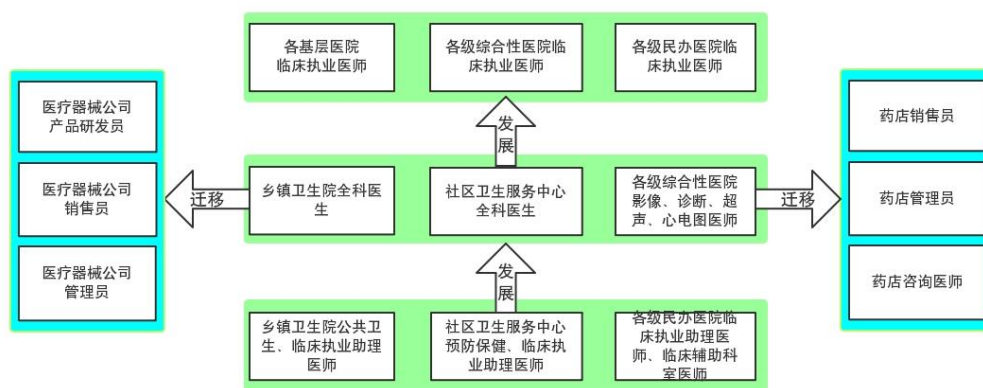 各基层医院
临床执业医师
各级综合性医院临
床执业医师
各级民办医院临
床执业医师
医疗器械公司
产品研发员
医疗器械公司
销售员
医疗器械公司
管理员
发展
迁移
乡镇卫生院全科医
生
社区卫生服务中心
全科医生
各级综合性医院
影像、诊断、超
声、心电图医师
迁移
药店销售员
药店管理员
药店咨询医师
发展
乡镇卫生院公共卫
生、临床执业助理
医师
社区卫生服务中心
预防保健、临床执
业助理医师
各级民办医院临
床执业助理医
师、临床辅助科
室医师